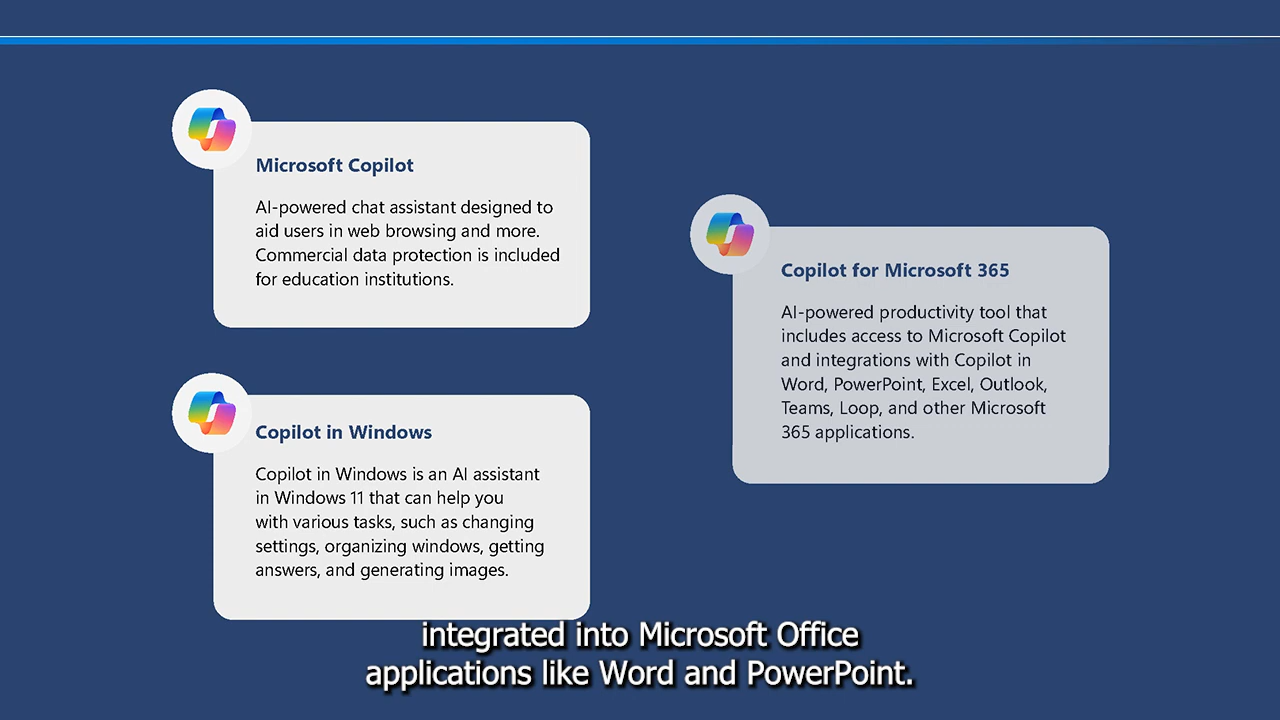 Microsoft Copilot
AI-powered chat assistant designed to
aid users in web browsing and more.
Commercial data protection is included
for education institutions.
Copilot in Windows
Copilot in Windows is an AI assistant
in Windows 11 that can help you
with various tasks, such as changing
settings, organizing windows, getting
answers, and generating images.
Copilot for Microsoft 365
AI-powered productivity tool that
includes access to Microsoft Copilot
and integrations with Copilot in
Word, PowerPoint, Excel, Outlook,
Teams, Loop, and other Microsoft
365 applications.
integrated into Microsoft Office
applications like Word and PowerPoint.